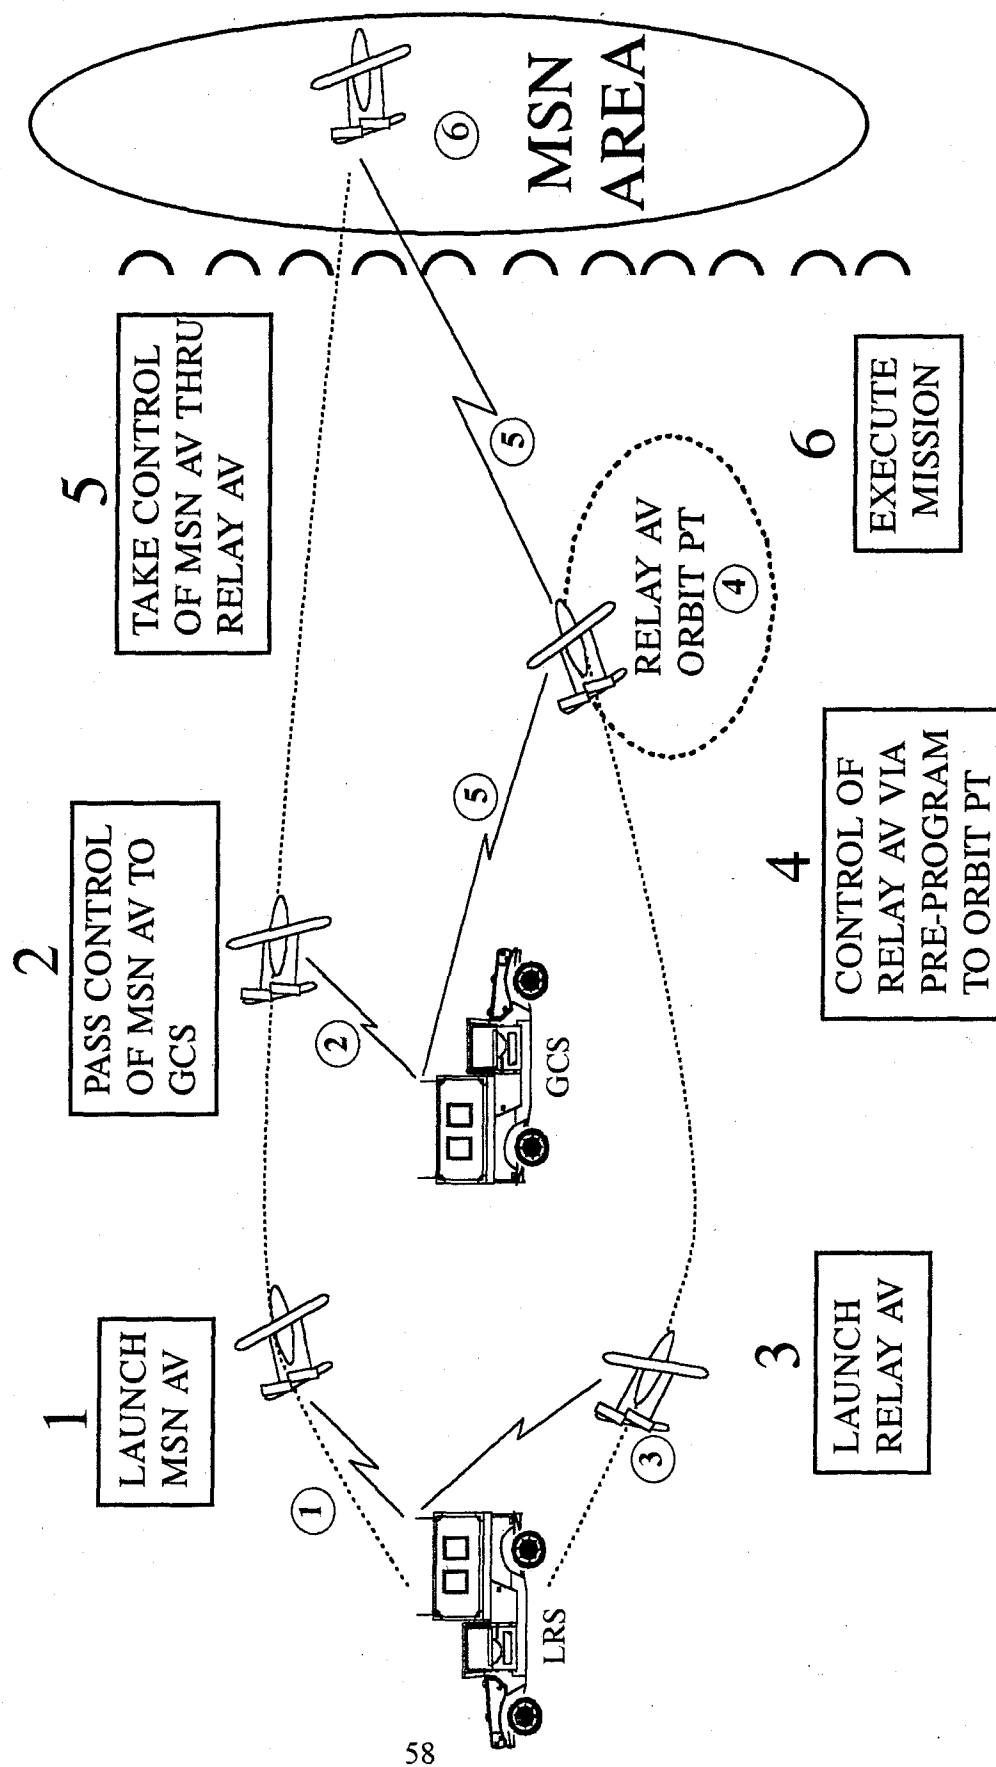 1
LAUNCH
MSN AV
2
PASS CONTROL
OF MSN AV TO
GCS
5
TAKE CONTROL
OF MSN AV THRU
RELAY AV
1
2
5
5
6
MSN
AREA
LRS
GCS
RELAY AV
ORBIT PT
4
3
3
LAUNCH
RELAY AV
4
CONTROL OF
RELAY AV VIA
PRE-PROGRAM
TO ORBIT PT
6
EXECUTE
MISSION
58